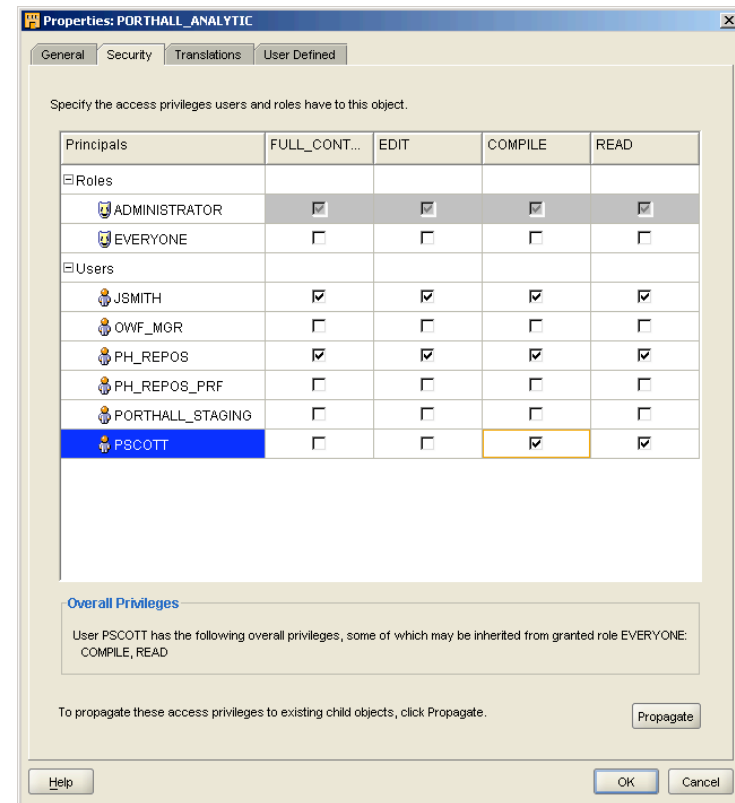 Properties: PORTHALL_ANALYTIC
General Security Translations User Defined
Specify the access privileges users and roles have to this object.
Principals FULL_CONT... EDIT COMPILE READ
Roles
ADMINISTRATOR
EVERYONE
Users
JSMITH
OWF_MGR
PH_REPOS
PH_REPOS_PRF
PORTHALL_STAGING
PSCOTT
Overall Privileges
User PSCOTT has the following overall privileges, some of which may be inherited from granted role EVERYONE:
COMPILE, READ
To propagate these access privileges to existing child objects, click Propagate.
Propagate
Help OK Cancel